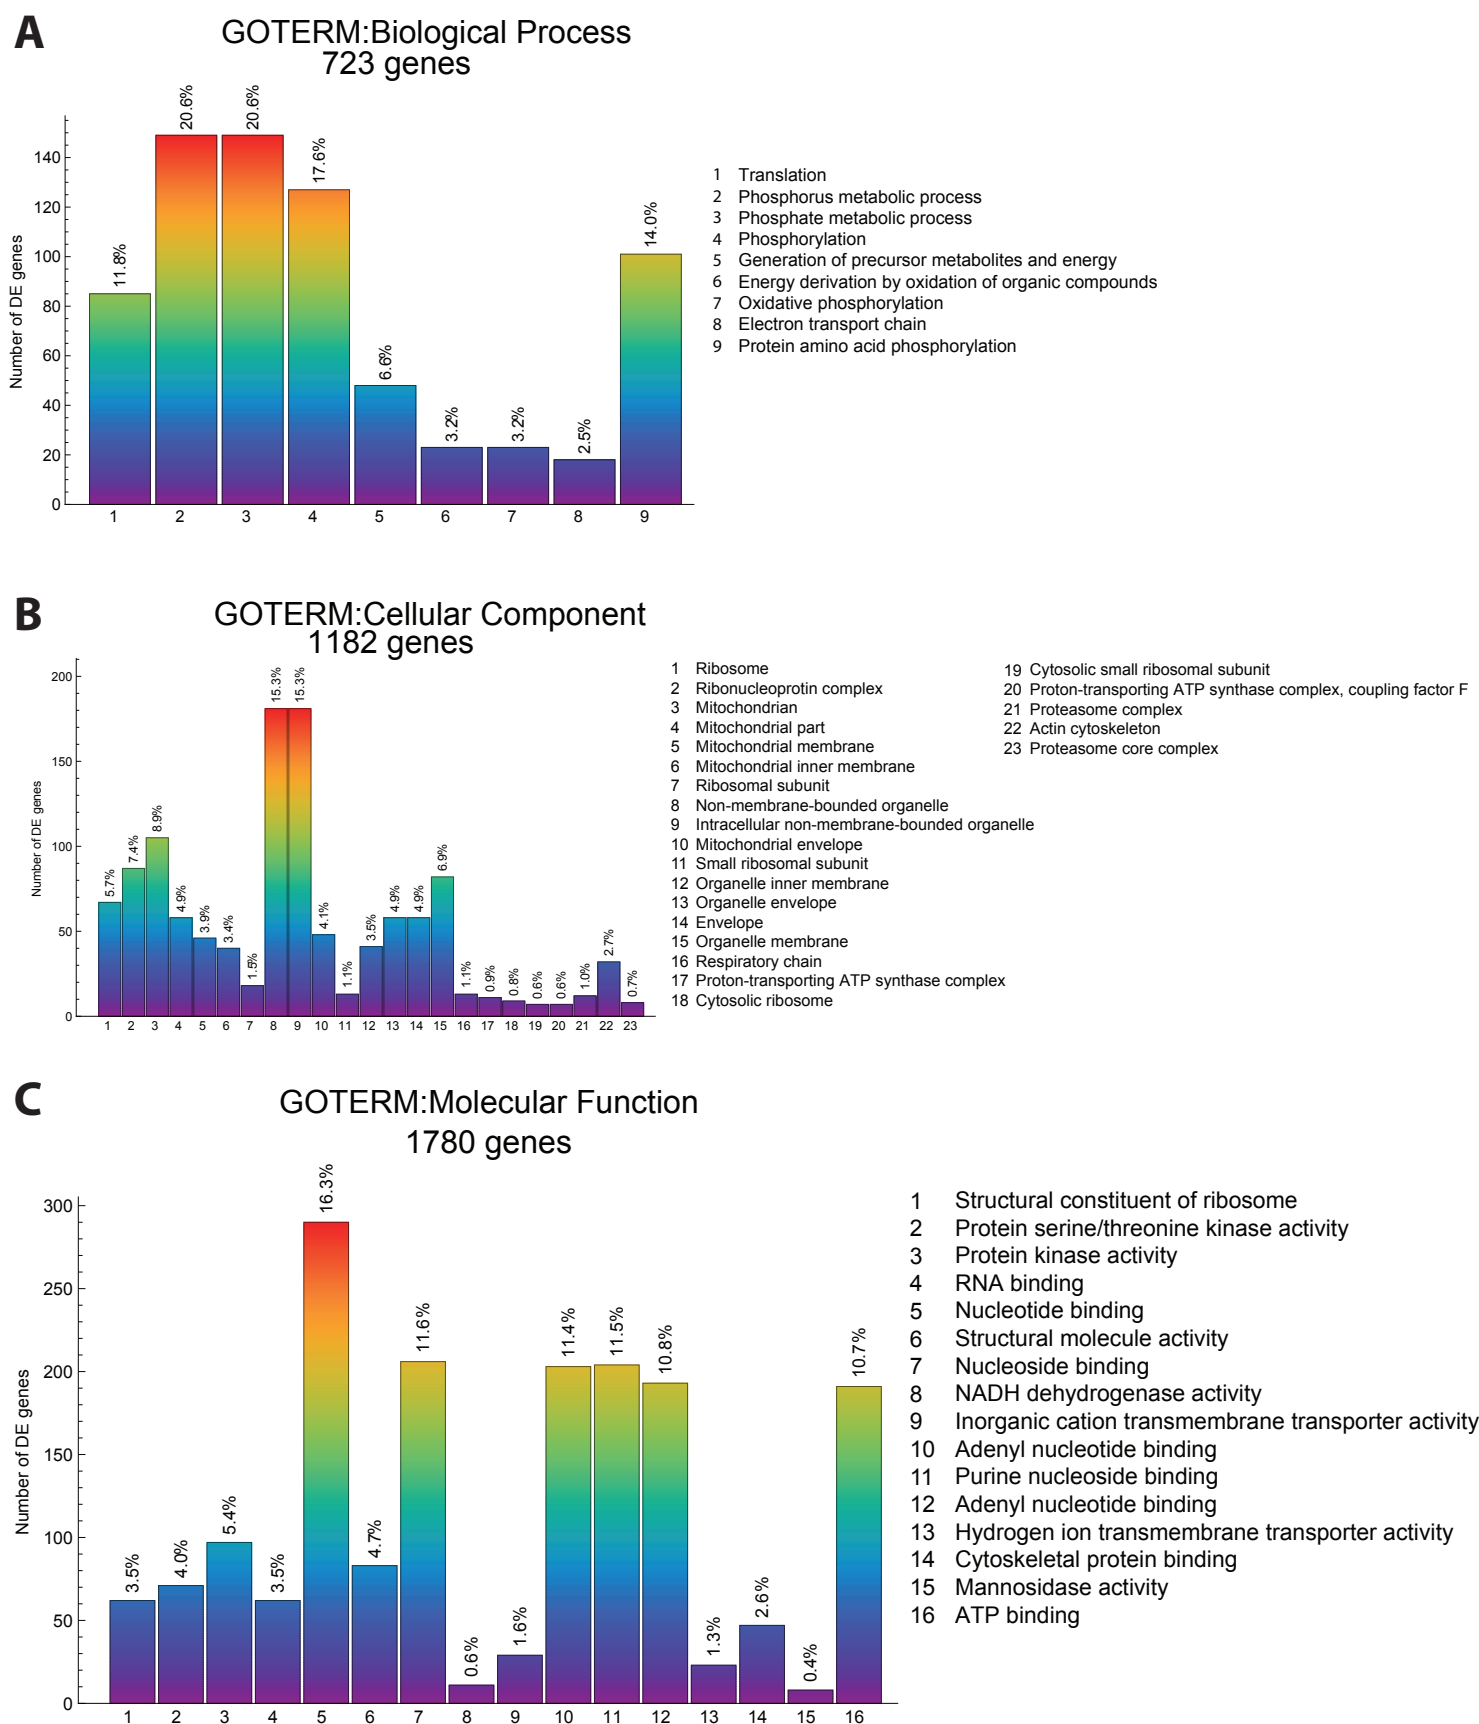 A
GOTERM:Biological Process
723 genes
Number of DE genes
140
120
100
80
60
40
20
0
11.8%
20.6%
20.6%
17.6%
6.6%
3.2%
3.2%
2.5%
14.0%
1 2 3 4 5 6 7 8 9
1 Translation
2 Phosphorus metabolic process
3 Phosphate metabolic process
4 Phosphorylation
5 Generation of precursor metabolites and energy
6 Energy derivation by oxidation of organic compounds
7 Oxidative phosphorylation
8 Electron transport chain
9 Protein amino acid phosphorylation
B
GOTERM:Cellular Component
1182 genes
Number of DE genes
200
150
100
50
0
5.7%
7.4%
8.9%
4.9%
3.9%
3.4%
1.5%
15.3%
15.3%
4.1%
1.1%
3.5%
4.9%
4.9%
6.9%
1.1%
0.9%
0.8%
0.6%
0.6%
1.0%
2.7%
0.7%
1 2 3 4 5 6 7 8 9 10 11 12 13 14 15 16 17 18 19 20 21 22 23
1 Ribosome
2 Ribonucleoprotin complex
3 Mitochondrian
4 Mitochondrial part
5 Mitochondrial membrane
6 Mitochondrial inner membrane
7 Ribosomal subunit
8 Non-membrane-bounded organelle
9 Intracellular non-membrane-bounded organelle
10 Mitochondrial envelope
11 Small ribosomal subunit
12 Organelle inner membrane
13 Organelle envelope
14 Envelope
15 Organelle membrane
16 Respiratory chain
17 Proton-transporting ATP synthase complex
18 Cytosolic ribosome
19 Cytosolic small ribosomal subunit
20 Proton-transporting ATP synthase complex, coupling factor F
21 Proteasome complex
22 Actin cytoskeleton
23 Proteasome core complex
C
GOTERM:Molecular Function
1780 genes
Number of DE genes
300
250
200
150
100
50
0
3.5%
4.0%
5.4%
3.5%
16.3%
4.7%
11.6%
0.6%
1.6%
11.4%
11.5%
10.8%
1.3%
2.6%
0.4%
10.7%
1 2 3 4 5 6 7 8 9 10 11 12 13 14 15 16
1 Structural constituent of ribosome
2 Protein serine/threonine kinase activity
3 Protein kinase activity
4 RNA binding
5 Nucleotide binding
6 Structural molecule activity
7 Nucleoside binding
8 NADH dehydrogenase activity
9 Inorganic cation transmembrane transporter activity
10 Adenyl nucleotide binding
11 Purine nucleoside binding
12 Adenyl nucleotide binding
13 Hydrogen ion transmembrane transporter activity
14 Cytoskeletal protein binding
15 Mannosidase activity
16 ATP binding